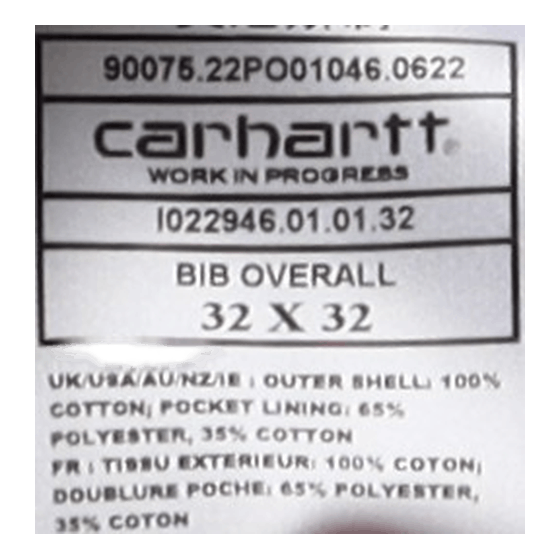 90075.22PO01046.0622
carhartt®
WORK IN PROGRESS
I022946.01.01.32
BIB OVERALL
32 X 32
UK/USA/AU/NZ/IE : OUTER SHELL: 100%
COTTON; POCKET LINING: 65%
POLYESTER, 35% COTTON
FR : TISSU EXTERIEUR: 100% COTON;
DOUBLURE POCHE: 65% POLYESTER,
35% COTON